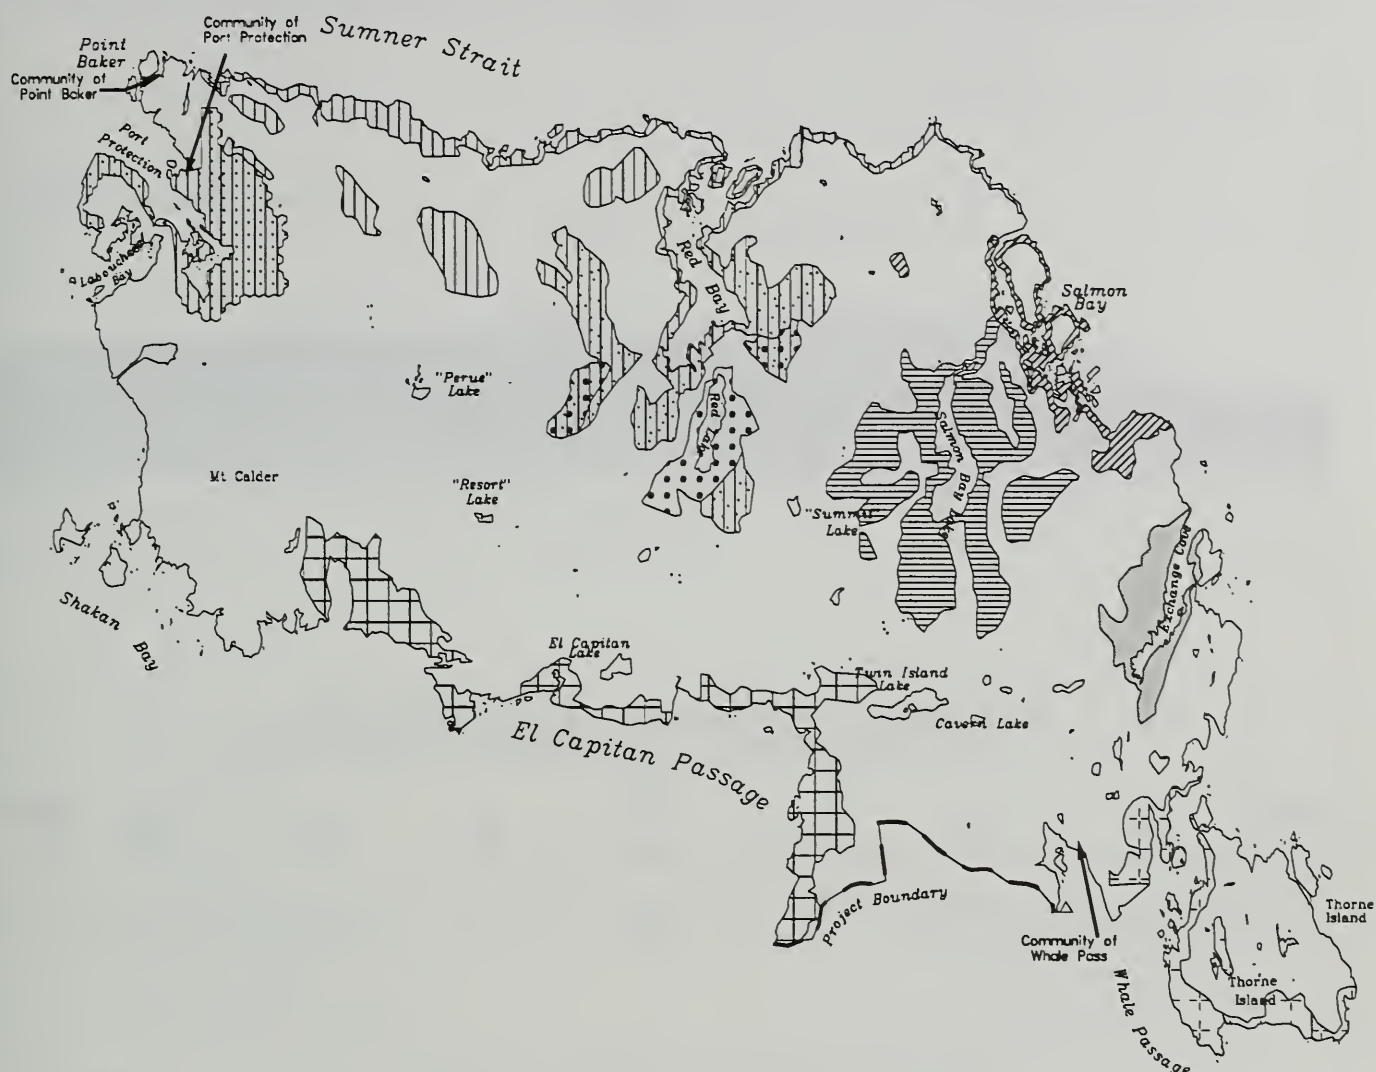 Community of
Port Protection
Sumner Strait
Point
Baker
Community of
Point Baker
Port
Protection
Labouchere
Bay
Red
Bay
Salmon
Bay
"Perue"
Lake
Red Lake
Salmon Bay Lake
Mt Calder
"Resort"
Lake
"Summit"
Lake
Exchange Cove
Shakan
Bay
El Capitan
Lake
Twin Island
Lake
Cavern Lake
El Capitan Passage
Project Boundary
Community of
Whale Pass
Thorne
Island
Thorne
Island
Whale Passage